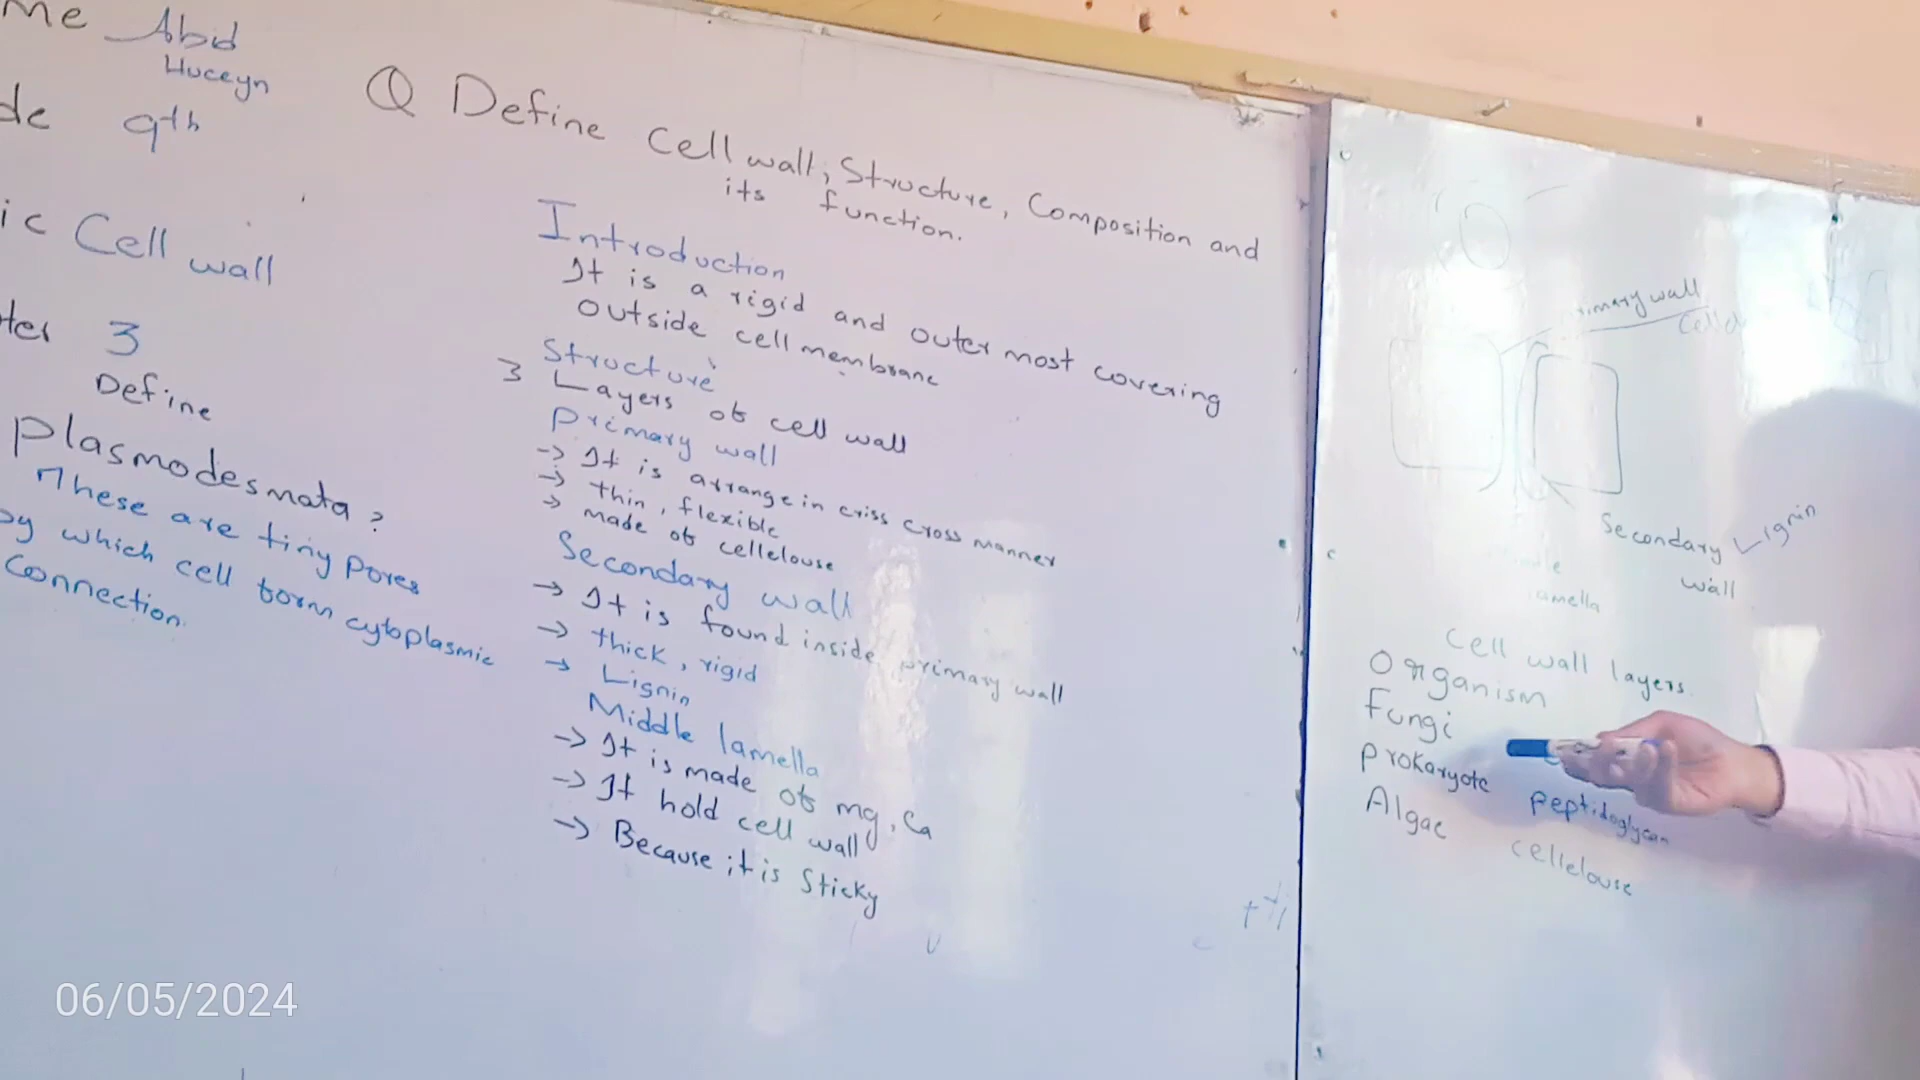 Me Abid
Huceyn
de 9th
ic Cell wall
ter 3
Define
Plasmodesmata?
These are tiny Pores
by which cell form cytoplasmic
Connection.
Q Define Cell wall, Structure, Composition and
its function.
Introduction
It is a rigid and outer most covering
outside cell membrane
Structure
3 Layers of cell wall
Primary wall
-> It is arrange in criss cross manner
-> thin, flexible
-> made of cellelouse
Secondary wall
-> It is found inside primary wall
-> thick, rigid
-> Lignin
Middle lamella
-> It is made of mg, Ca
-> It hold cell wall
-> Because it is Sticky
rimary wall
Secondary Lignin
wall
amella
Cell wall layers.
Organism
Fungi
Prokaryote Peptidoglycan
Algae cellelouse
06/05/2024